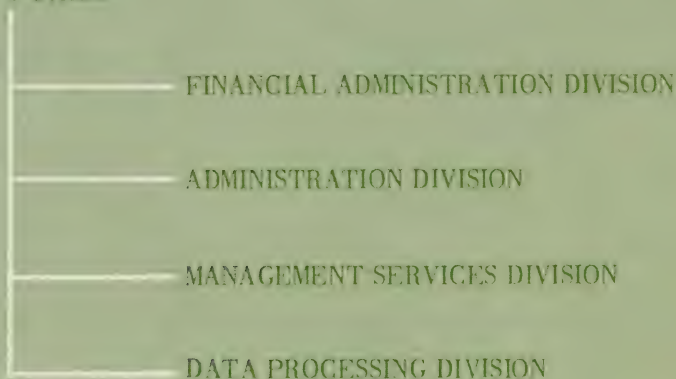 FINANCIAL ADMINISTRATION DIVISION
ADMINISTRATION DIVISION
MANAGEMENT SERVICES DIVISION
DATA PROCESSING DIVISION